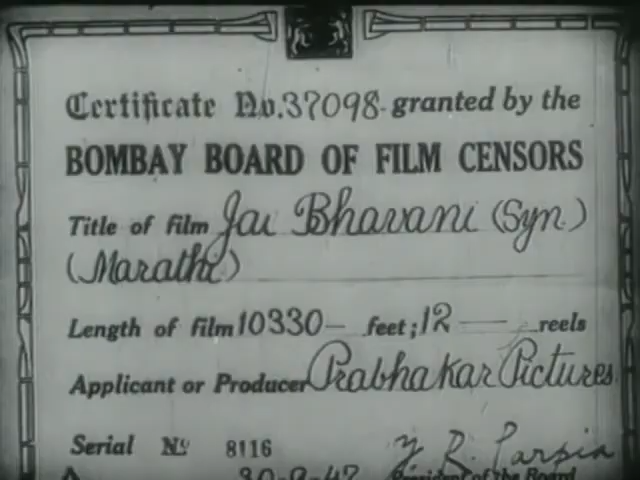 Certificate No. 37098 granted by the
BOMBAY BOARD OF FILM CENSORS
Title of film Jai Bhavani (Syn.)
(Marathi)
Length of film 10330— feet; 12 — reels
Applicant or Producer Prabhakar Pictures.
Serial No 8116
President of the Board